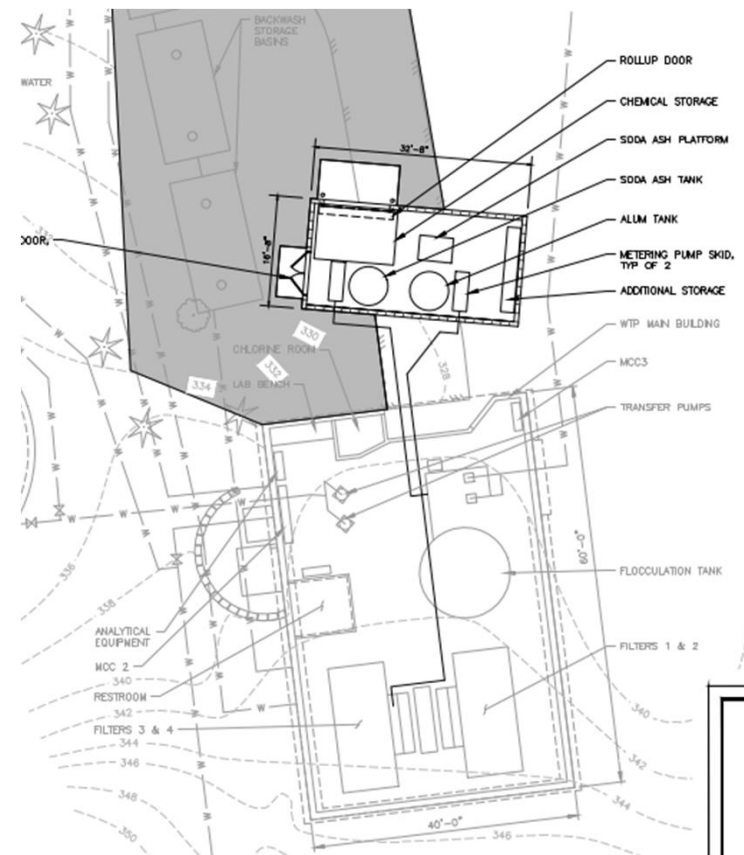 BACKWASH
STORAGE
BASINS
WATER
ROLLUP DOOR
CHEMICAL STORAGE
SODA ASH PLATFORM
SODA ASH TANK
ALUM TANK
METERING PUMP SKID,
TYP OF 2
ADDITIONAL STORAGE
WTP MAIN BUILDING
MCC3
TRANSFER PUMPS
32'-8"
16'-8"
332
DOOR,
330
CHLORINE ROOM
332
334
LAB BENCH
328
60'-0"
FLOCCULATION TANK
336
338
ANALYTICAL
EQUIPMENT
MCC 2
340
RESTROOM
342
FILTERS 3 & 4
344
346
348
350
FILTERS 1 & 2
340
342
344
40'-0"
346
W
W
W
W
W
W
W
W
W
W